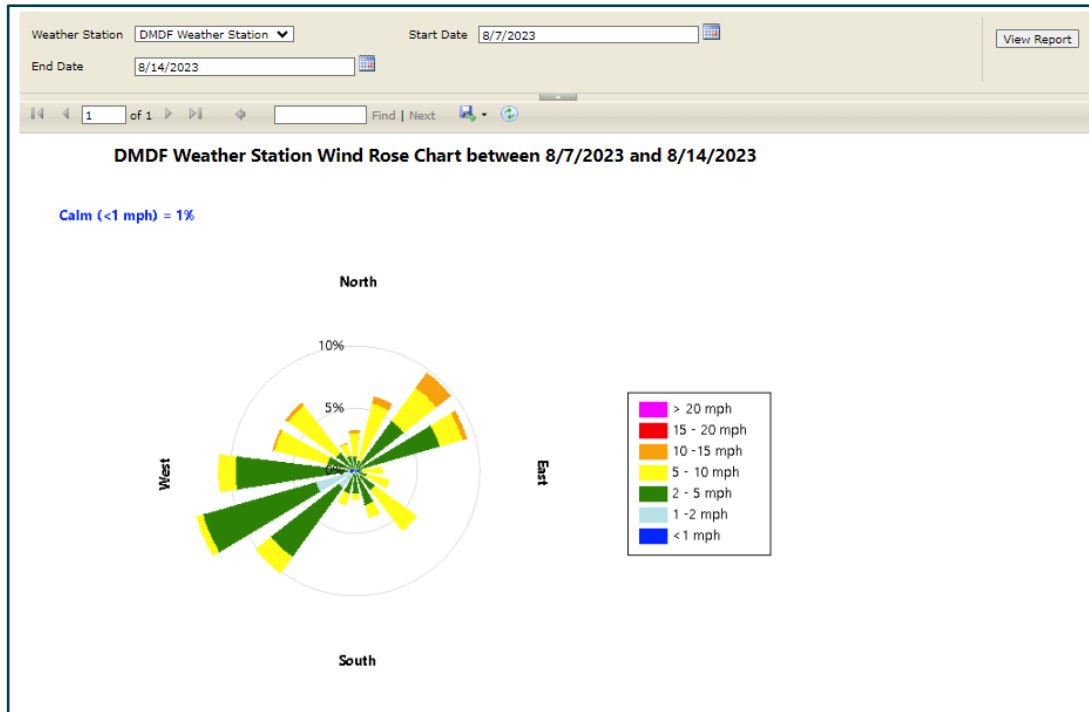 Weather Station DMDF Weather Station Start Date 8/7/2023 View Report
End Date 8/14/2023
1 of 1 Find | Next
DMDF Weather Station Wind Rose Chart between 8/7/2023 and 8/14/2023
Calm (<1 mph) = 1%
North
10%
5%
0%
West
East
South
> 20 mph
15 - 20 mph
10 -15 mph
5 - 10 mph
2 - 5 mph
1 -2 mph
<1 mph